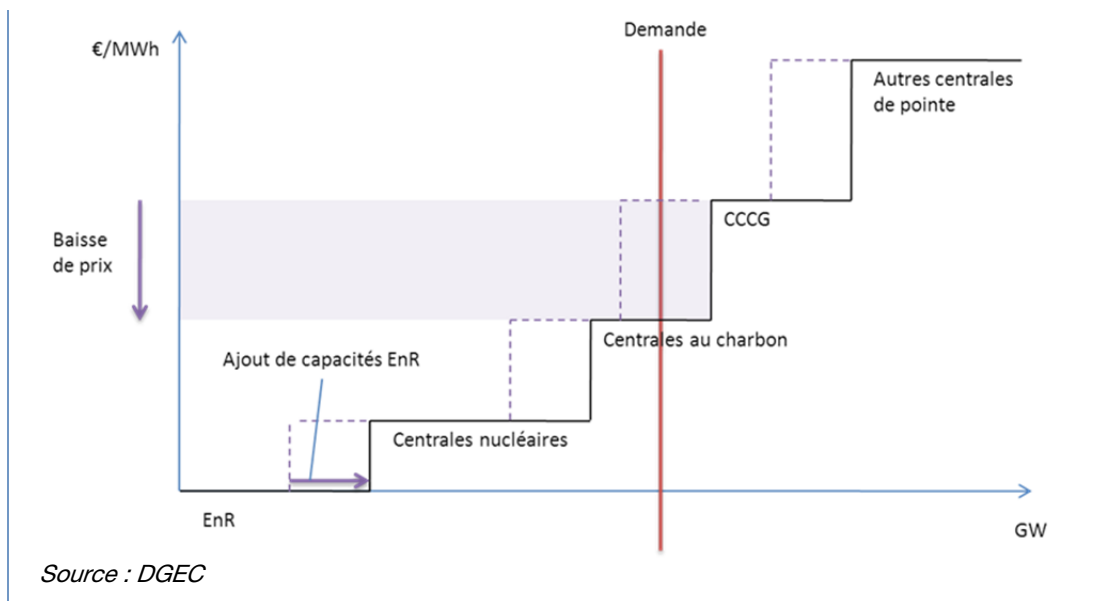 Demande
€/MWh
Autres centrales
de pointe
CCCG
Baisse
de prix
Centrales au charbon
Ajout de capacités EnR
Centrales nucléaires
EnR
GW
Source : DGEC